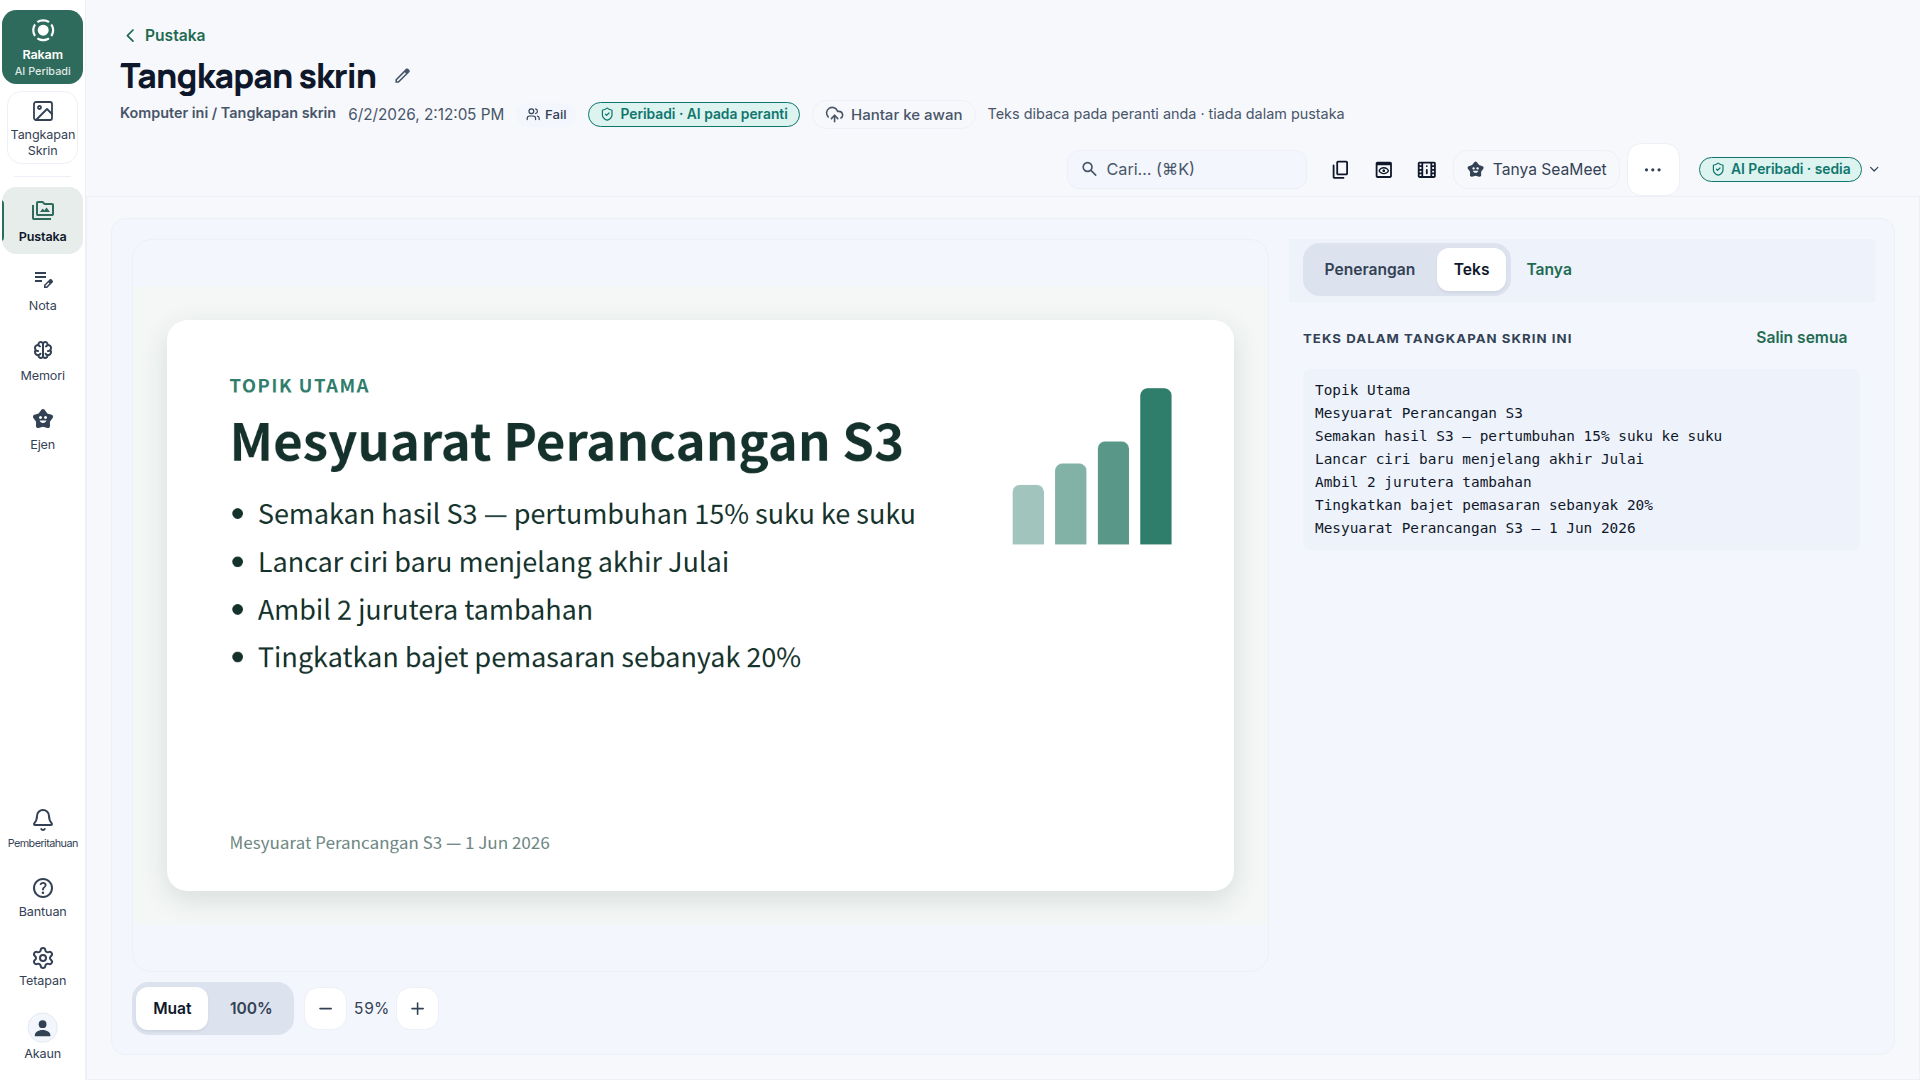 Rakam
AI Peribadi
Tangkapan
Skrin
Pustaka
Nota
Memori
Ejen
Pemberitahuan
Bantuan
Tetapan
Akaun
Pustaka
Tangkapan skrin
Komputer ini / Tangkapan skrin 6/2/2026, 2:12:05 PM Fail Peribadi · AI pada peranti Hantar ke awan Teks dibaca pada peranti anda · tiada dalam pustaka
Cari... (⌘K) Tanya SeaMeet AI Peribadi · sedia
TOPIK UTAMA
Mesyuarat Perancangan S3
• Semakan hasil S3 — pertumbuhan 15% suku ke suku
• Lancar ciri baru menjelang akhir Julai
• Ambil 2 jurutera tambahan
• Tingkatkan bajet pemasaran sebanyak 20%
Mesyuarat Perancangan S3 — 1 Jun 2026
Muat 100% 59%
Penerangan Teks Tanya
TEKS DALAM TANGKAPAN SKRIN INI Salin semua
Topik Utama
Mesyuarat Perancangan S3
Semakan hasil S3 — pertumbuhan 15% suku ke suku
Lancar ciri baru menjelang akhir Julai
Ambil 2 jurutera tambahan
Tingkatkan bajet pemasaran sebanyak 20%
Mesyuarat Perancangan S3 — 1 Jun 2026